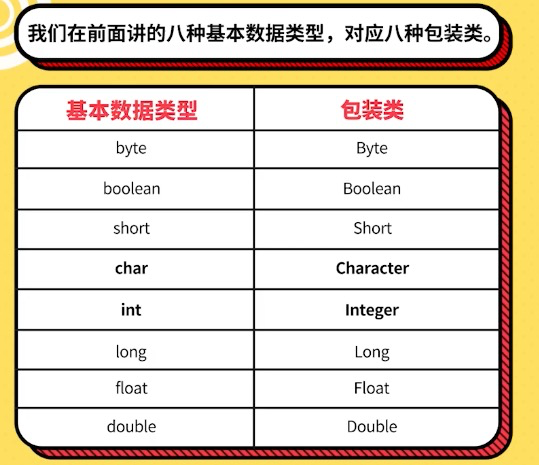 我们在前面讲的八种基本数据类型，对应八种包装类。
基本数据类型 包装类
byte Byte
boolean Boolean
short Short
char Character
int Integer
long Long
float Float
double Double